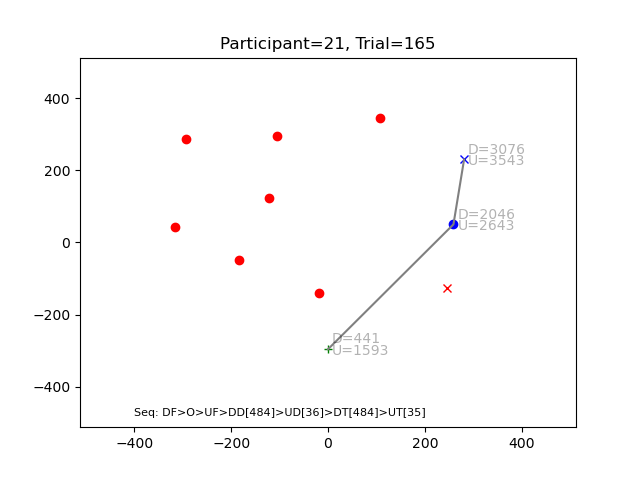 Participant=21, Trial=165
400
200
0
−200
−400
D=3076
U=3543
D=2046
U=2643
D=441
U=1593
Seq: DF>O>UF>DD[484]>UD[36]>DT[484]>UT[35]
−400 −200 0 200 400